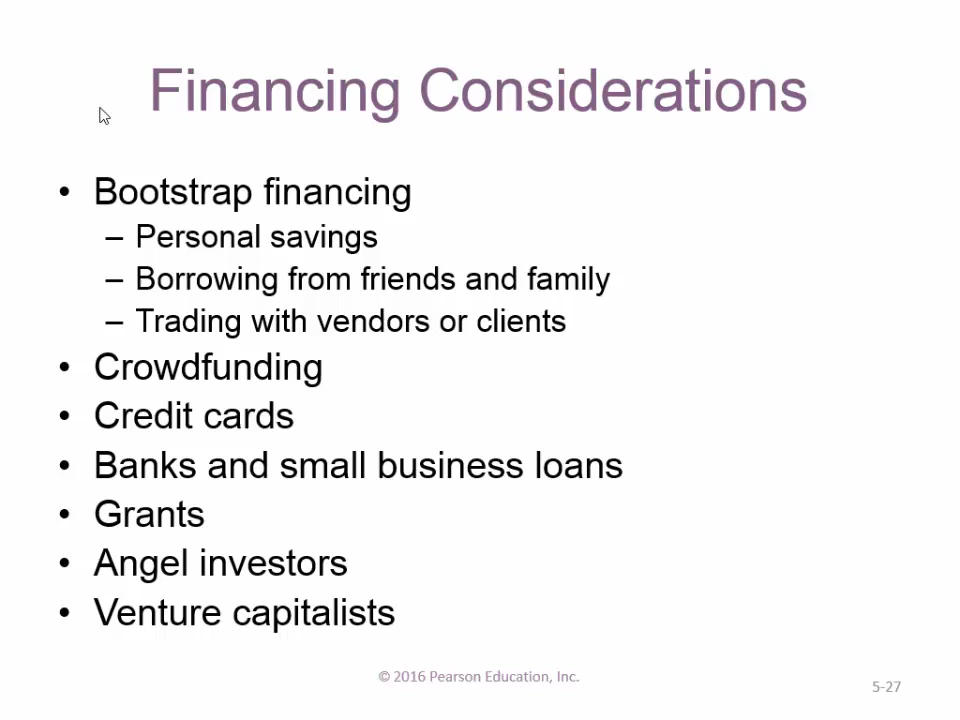 Financing Considerations
• Bootstrap financing
– Personal savings
– Borrowing from friends and family
– Trading with vendors or clients
• Crowdfunding
• Credit cards
• Banks and small business loans
• Grants
• Angel investors
• Venture capitalists
© 2016 Pearson Education, Inc.
5-27